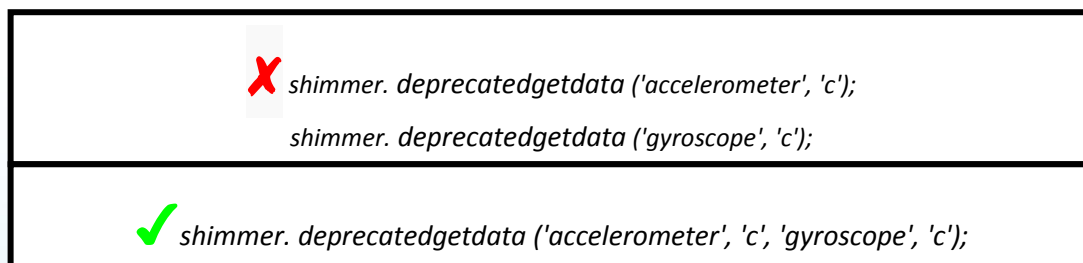 ✗ shimmer. deprecatedgetdata ('accelerometer', 'c');
shimmer. deprecatedgetdata ('gyroscope', 'c');
✓ shimmer. deprecatedgetdata ('accelerometer', 'c', 'gyroscope', 'c');